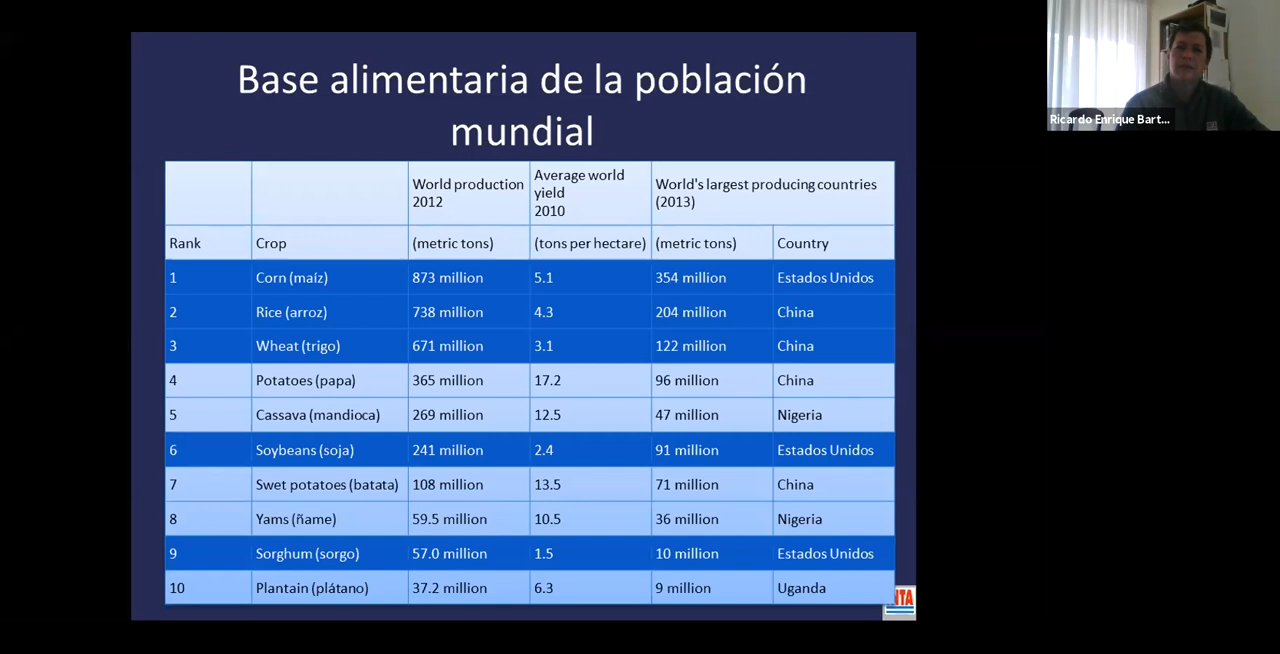 Base alimentaria de la población
mundial
World production 2012 Average world yield 2010 World's largest producing countries (2013)
Rank Crop (metric tons) (tons per hectare) (metric tons) Country
1 Corn (maíz) 873 million 5.1 354 million Estados Unidos
2 Rice (arroz) 738 million 4.3 204 million China
3 Wheat (trigo) 671 million 3.1 122 million China
4 Potatoes (papa) 365 million 17.2 96 million China
5 Cassava (mandioca) 269 million 12.5 47 million Nigeria
6 Soybeans (soja) 241 million 2.4 91 million Estados Unidos
7 Swet potatoes (batata) 108 million 13.5 71 million China
8 Yams (ñame) 59.5 million 10.5 36 million Nigeria
9 Sorghum (sorgo) 57.0 million 1.5 10 million Estados Unidos
10 Plantain (plátano) 37.2 million 6.3 9 million Uganda
Ricardo Enrique Bart...